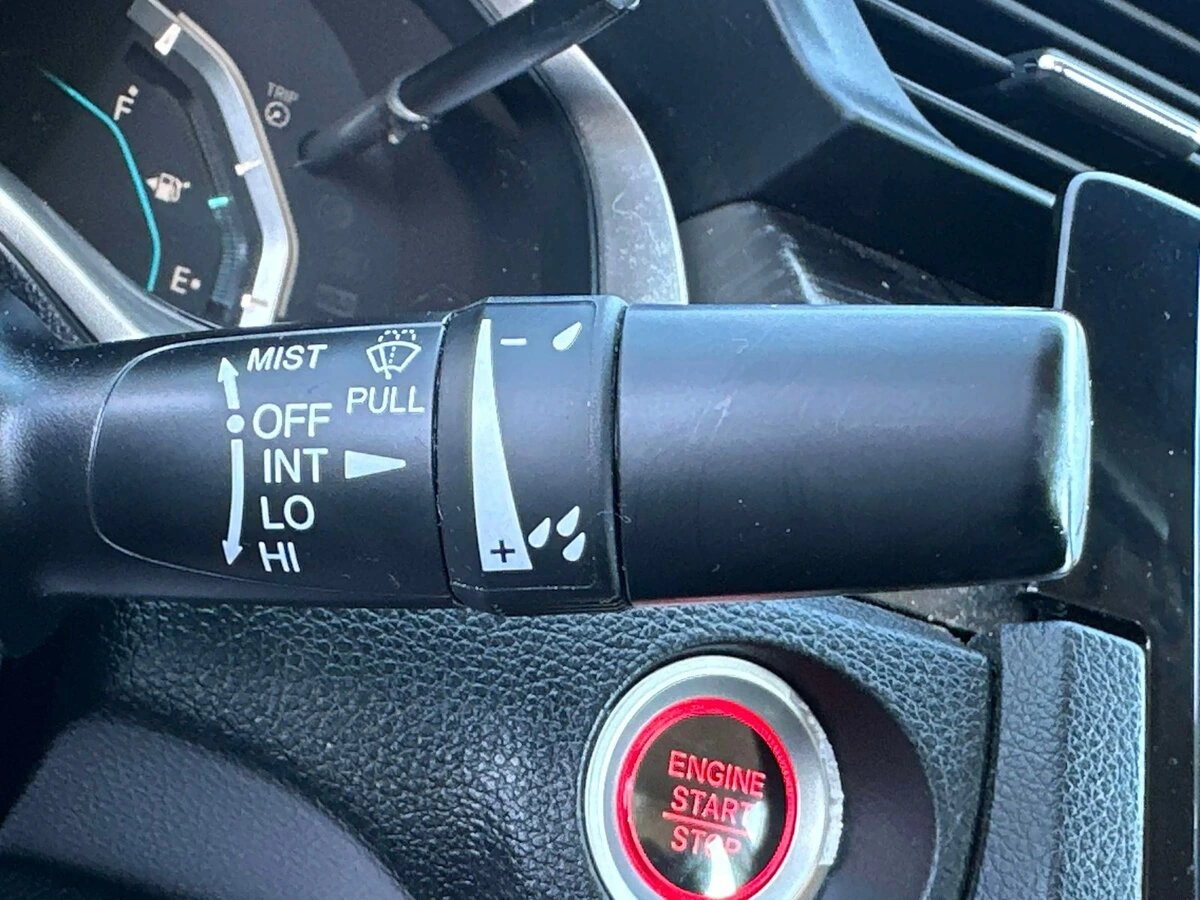 F
TRIP
E
MIST
PULL
OFF
INT
LO
HI
-
+
ENGINE
START
STOP